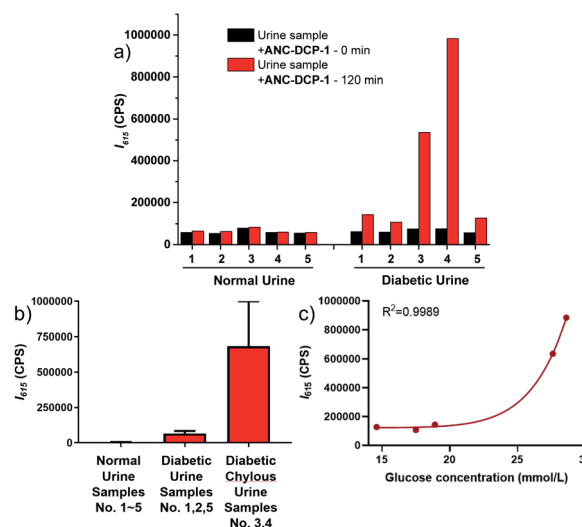 a)
Urine sample
+ANC-DCP-1 - 0 min
Urine sample
+ANC-DCP-1 - 120 min
I615 (CPS)
1000000
800000
600000
400000
200000
0
1 2 3 4 5 1 2 3 4 5
Normal Urine Diabetic Urine
b)
I615 (CPS)
1000000
750000
500000
250000
0
Normal Urine Samples No. 1~5
Diabetic Urine Samples No. 1,2,5
Diabetic Chylous Urine Samples No. 3,4
c)
R²=0.9989
I615 (CPS)
1000000
800000
600000
400000
200000
0
15 20 25
Glucose concentration (mmol/L)